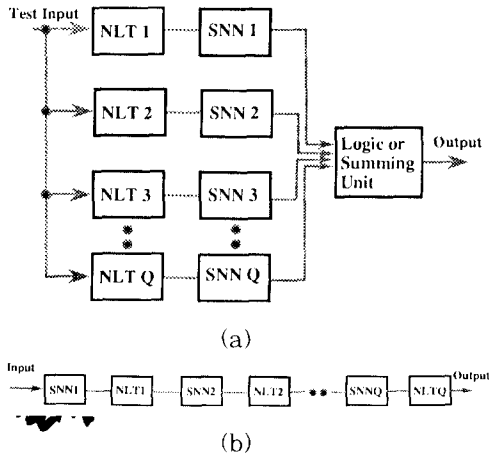 Test Input
NLT 1
SNN 1
NLT 2
SNN 2
Logic or
Summing
Unit
Output
NLT 3
SNN 3
NLT Q
SNN Q
(a)
Input
SNN1
NLT1
SNN2
NLT2
SNNQ
NLTQ
Output
(b)